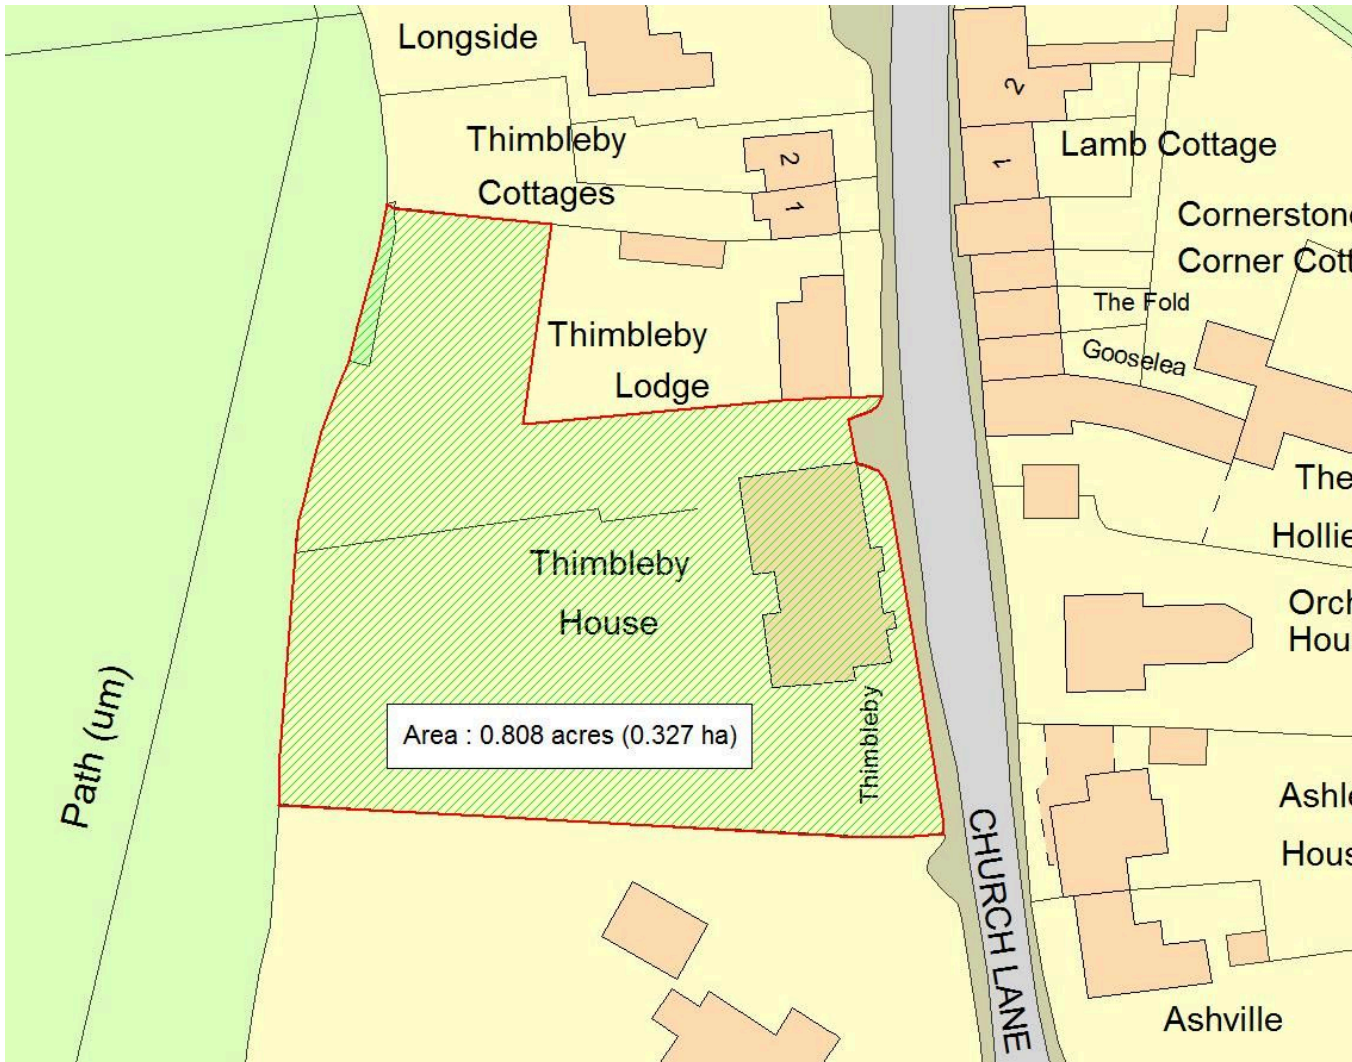 Longside
2
Thimbleby
Cottages
2
1
1
Lamb Cottage
Cornerstone
Corner Cott
The Fold
Gooselea
Thimbleby
Lodge
The
Hollie
Thimbleby
House
Orch
Hou
Path (um)
Area : 0.808 acres (0.327 ha)
Thimbleby
CHURCH LANE
Ashle
Hous
Ashville